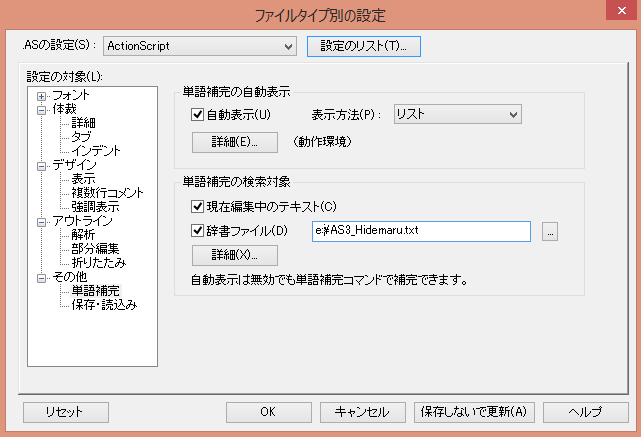 ファイルタイプ別の設定
.ASの設定(S)： ActionScript 設定のリスト(T)...
設定の対象(L):
フォント
体裁
詳細
タブ
インデント
デザイン
表示
複数行コメント
強調表示
アウトライン
解析
部分編集
折りたたみ
その他
単語補完
保存・読込み
単語補完の自動表示
自動表示(U) 表示方法(P)： リスト
詳細(E)... (動作環境)
単語補完の検索対象
現在編集中のテキスト(C)
辞書ファイル(D) e:¥AS3_Hidemaru.txt ...
詳細(X)...
自動表示は無効でも単語補完コマンドで補完できます。
リセット OK キャンセル 保存しないで更新(A) ヘルプ